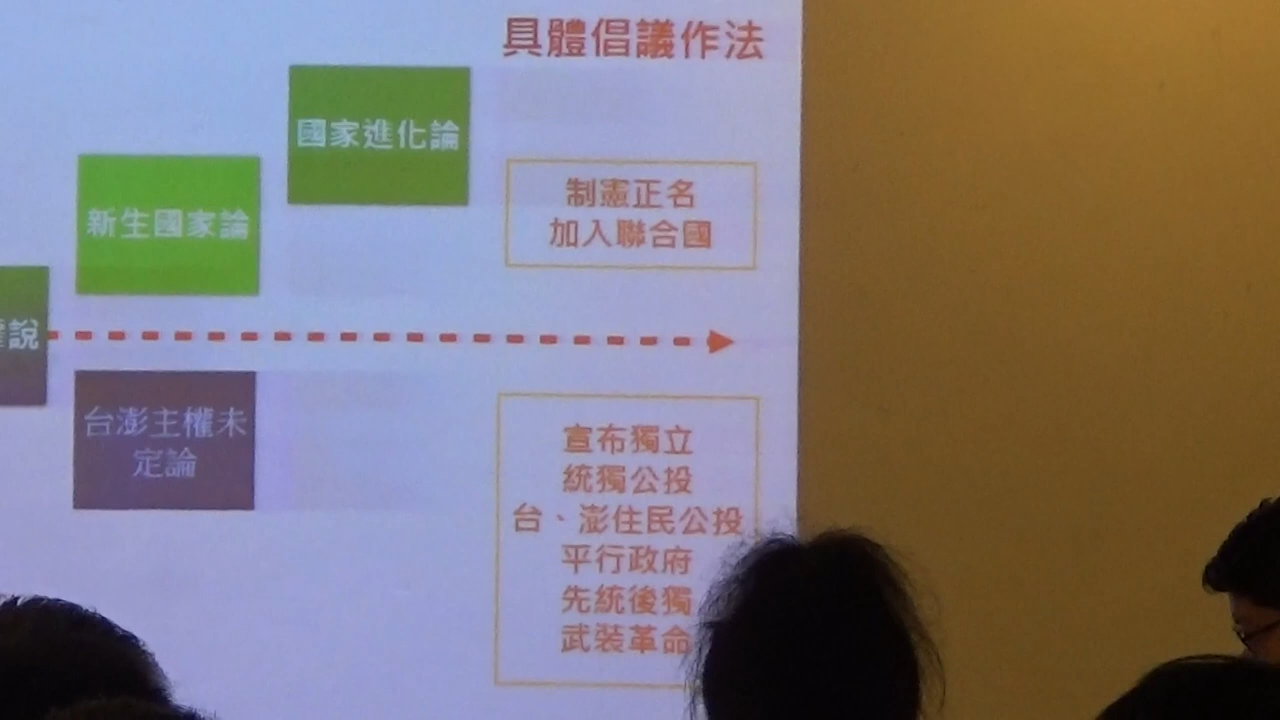 具體倡議作法
國家進化論
制憲正名
加入聯合國
新生國家論
說
台澎主權未
定論
宣布獨立
統獨公投
台、澎住民公投
平行政府
先統後獨
武裝革命